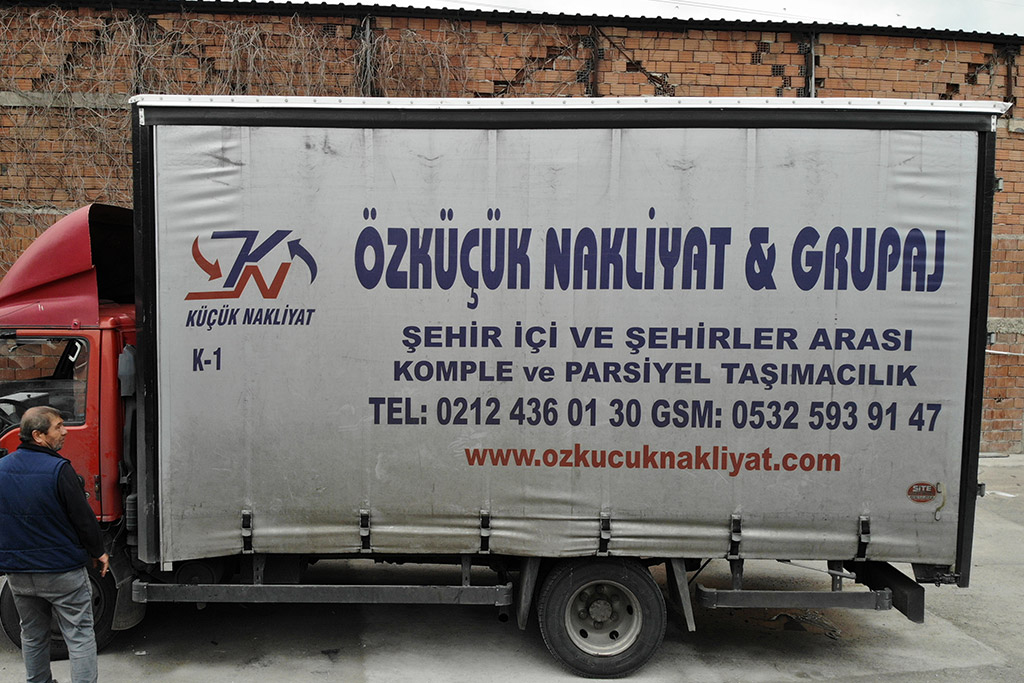 ÖZKÜÇÜK NAKLİYAT & GRUPAJ
KN
KÜÇÜK NAKLİYAT
K-1
ŞEHİR İÇİ VE ŞEHİRLER ARASI
KOMPLE ve PARSİYEL TAŞIMACILIK
TEL: 0212 436 01 30 GSM: 0532 593 91 47
www.ozkucuknakliyat.com
SİTE